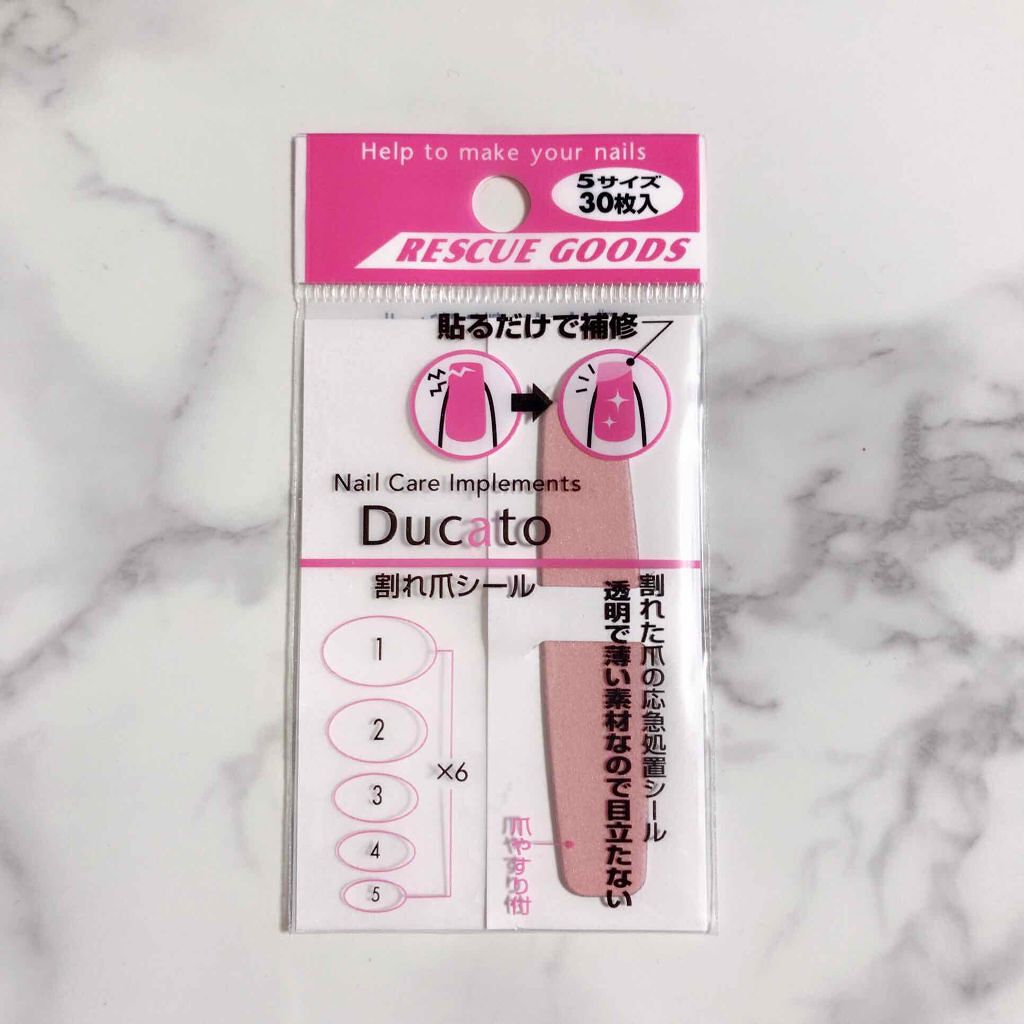 Help to make your nails
5サイズ
30枚入
RESCUE GOODS
貼るだけで補修
Nail Care Implements
Ducato
割れ爪シール
割れた爪の応急処置シール
透明で薄い素材なので目立たない
1
2
3
4
5
×6
爪やすり付